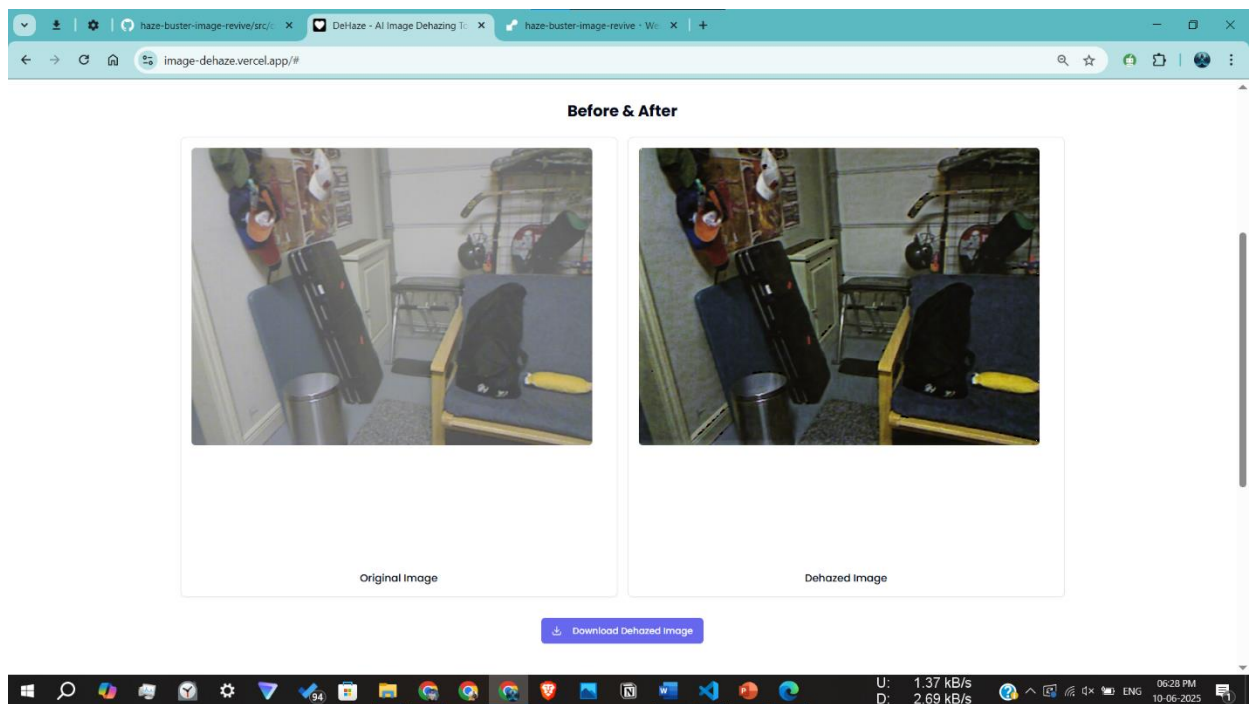 haze-buster-image-revive/src/c
DeHaze - AI Image Dehazing To
haze-buster-image-revive · We
image-dehaze.vercel.app/#
Before & After
Original Image
Dehazed Image
Download Dehazed Image
94
U: 1.37 kB/s
D: 2.69 kB/s
ENG
06:28 PM
10-06-2025